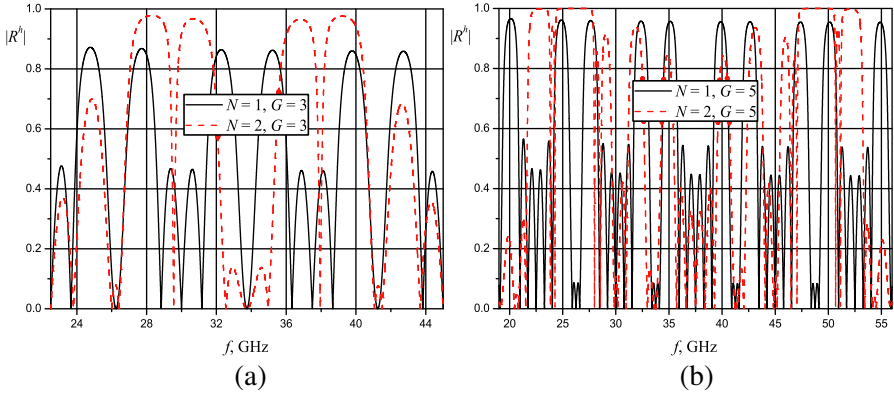 |Rʰ|
1.0
0.8
0.6
0.4
0.2
0.0
N = 1, G = 3
N = 2, G = 3
24 28 32 36 40 44
f, GHz
(a)
|Rʰ|
1.0
0.8
0.6
0.4
0.2
0.0
N = 1, G = 5
N = 2, G = 5
20 25 30 35 40 45 50 55
f, GHz
(b)